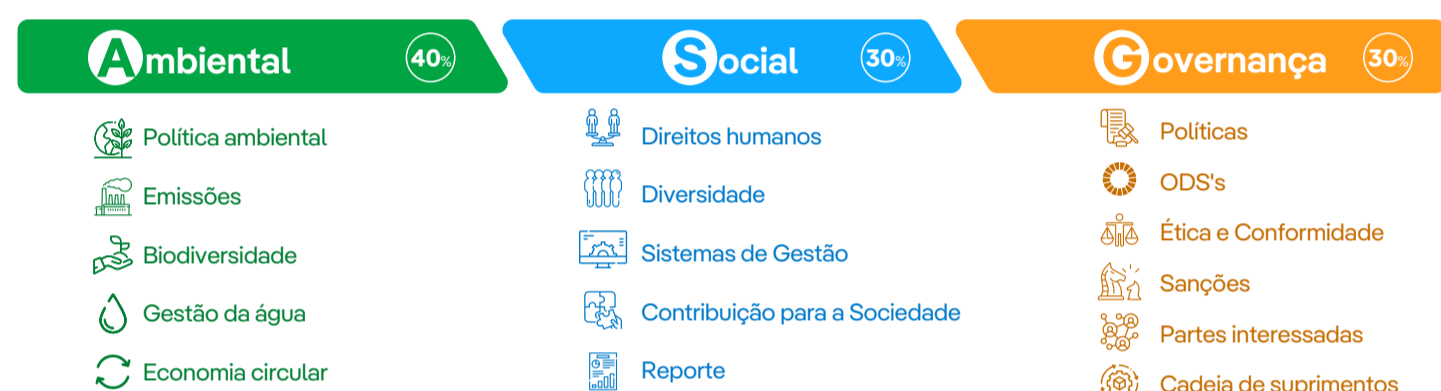 Ambiental 40%
Política ambiental
Emissões
Biodiversidade
Gestão da água
Economia circular
Social 30%
Direitos humanos
Diversidade
Sistemas de Gestão
Contribuição para a Sociedade
Reporte
Governança 30%
Políticas
ODS's
Ética e Conformidade
Sanções
Partes interessadas
Cadeia de suprimentos